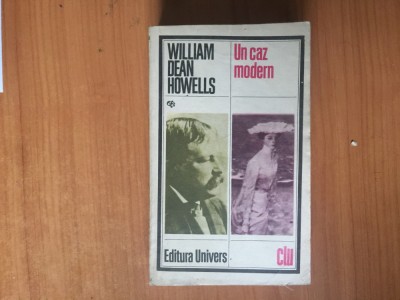 WILLIAM
DEAN
HOWELLS
Un caz
modern
Editura Univers
clu